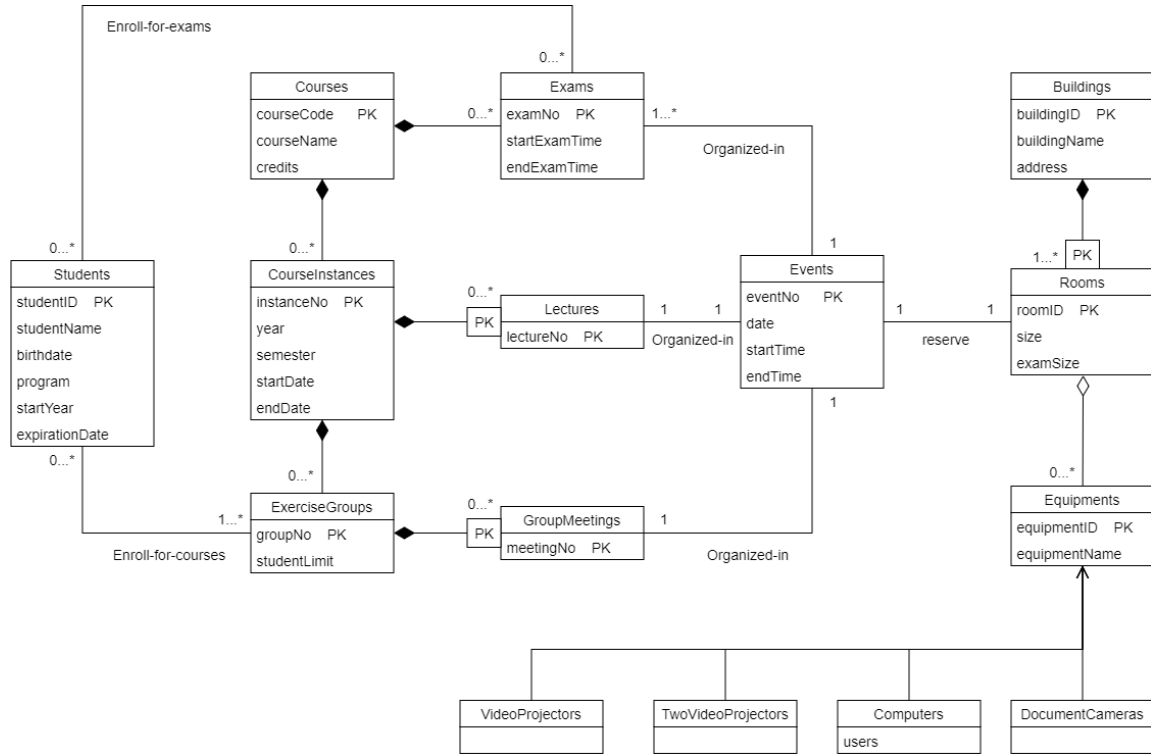 Enroll-for-exams
0...*
Courses
courseCode PK
courseName
credits
0...*
Exams
examNo PK
startExamTime
endExamTime
1...*
Organized-in
Buildings
buildingID PK
buildingName
address
0...*
Students
studentID PK
studentName
birthdate
program
startYear
expirationDate
0...*
0...*
CourseInstances
instanceNo PK
year
semester
startDate
endDate
0...*
PK
Lectures
lectureNo PK
1
1
Organized-in
1
Events
eventNo PK
date
startTime
endTime
1
1
1
reserve
1...*
PK
Rooms
roomID PK
size
examSize
0...*
ExerciseGroups
groupNo PK
studentLimit
1...*
Enroll-for-courses
0...*
PK
GroupMeetings
meetingNo PK
1
Organized-in
0...*
Equipments
equipmentID PK
equipmentName
VideoProjectors
TwoVideoProjectors
Computers
users
DocumentCameras